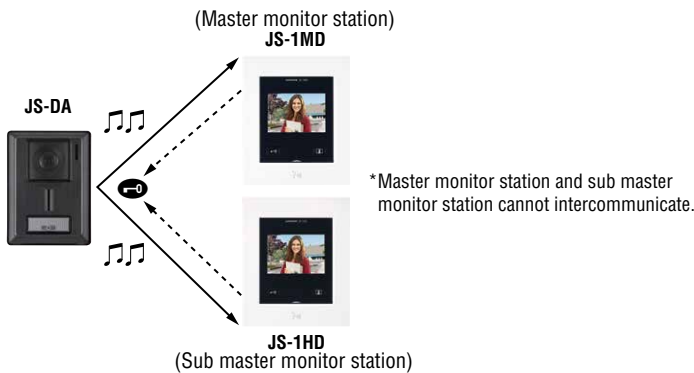 (Master monitor station)
JS-1MD
JS-DA
*Master monitor station and sub master
monitor station cannot intercommunicate.
JS-1HD
(Sub master monitor station)